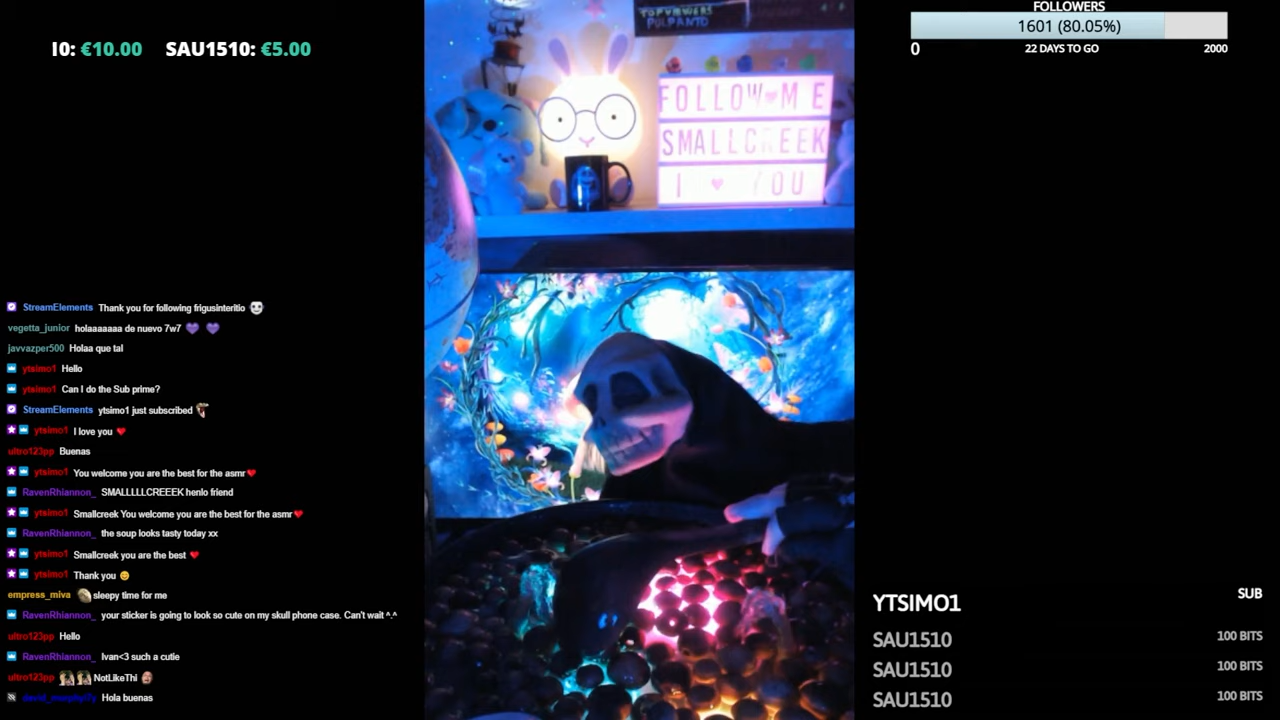 I0: €10.00 SAU1510: €5.00
TOPVIEWERS
PULPANTO
FOLLOW♥ME
SMALLCREEK
I ♥ YOU
FOLLOWERS
1601 (80.05%)
0 22 DAYS TO GO 2000
StreamElements Thank you for following frigusinteritio
vegetta_junior holaaaaaaa de nuevo 7w7 💜 💜
javvazper500 Holaa que tal
ytsimo1 Hello
ytsimo1 Can I do the Sub prime?
StreamElements ytsimo1 just subscribed
ytsimo1 I love you ❤
ultro123pp Buenas
ytsimo1 You welcome you are the best for the asmr❤
RavenRhiannon_ SMALLLLLCREEEK henlo friend
ytsimo1 Smallcreek You welcome you are the best for the asmr❤
RavenRhiannon_ the soup looks tasty today xx
ytsimo1 Smallcreek you are the best ❤
ytsimo1 Thank you 😊
empress_miva sleepy time for me
RavenRhiannon_ your sticker is going to look so cute on my skull phone case. Can't wait ^.^
ultro123pp Hello
RavenRhiannon_ Ivan<3 such a cutie
ultro123pp NotLikeThi
Hola buenas
YTSIMO1 SUB
SAU1510 100 BITS
SAU1510 100 BITS
SAU1510 100 BITS